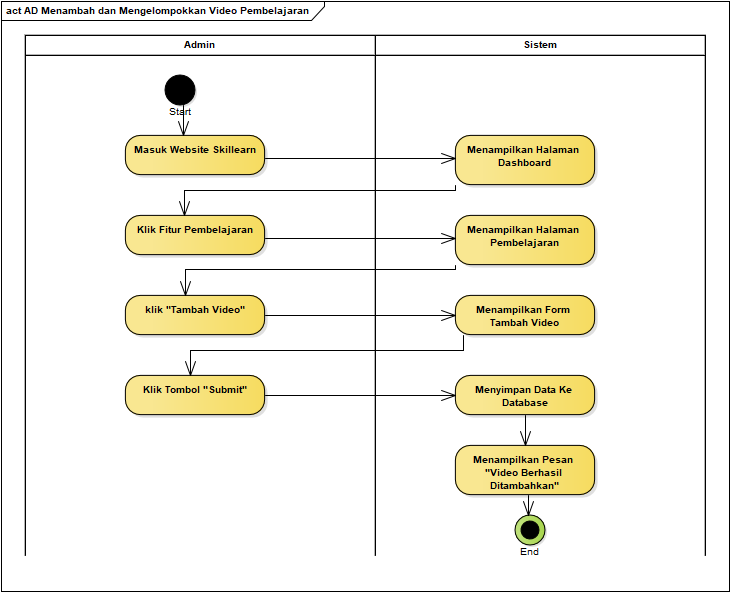 act AD Menambah dan Mengelompokkan Video Pembelajaran
Admin
Sistem
Start
Masuk Website Skillearn
Menampilkan Halaman
Dashboard
Klik Fitur Pembelajaran
Menampilkan Halaman
Pembelajaran
klik "Tambah Video"
Menampilkan Form
Tambah Video
Klik Tombol "Submit"
Menyimpan Data Ke
Database
Menampilkan Pesan
"Video Berhasil
Ditambahkan"
End